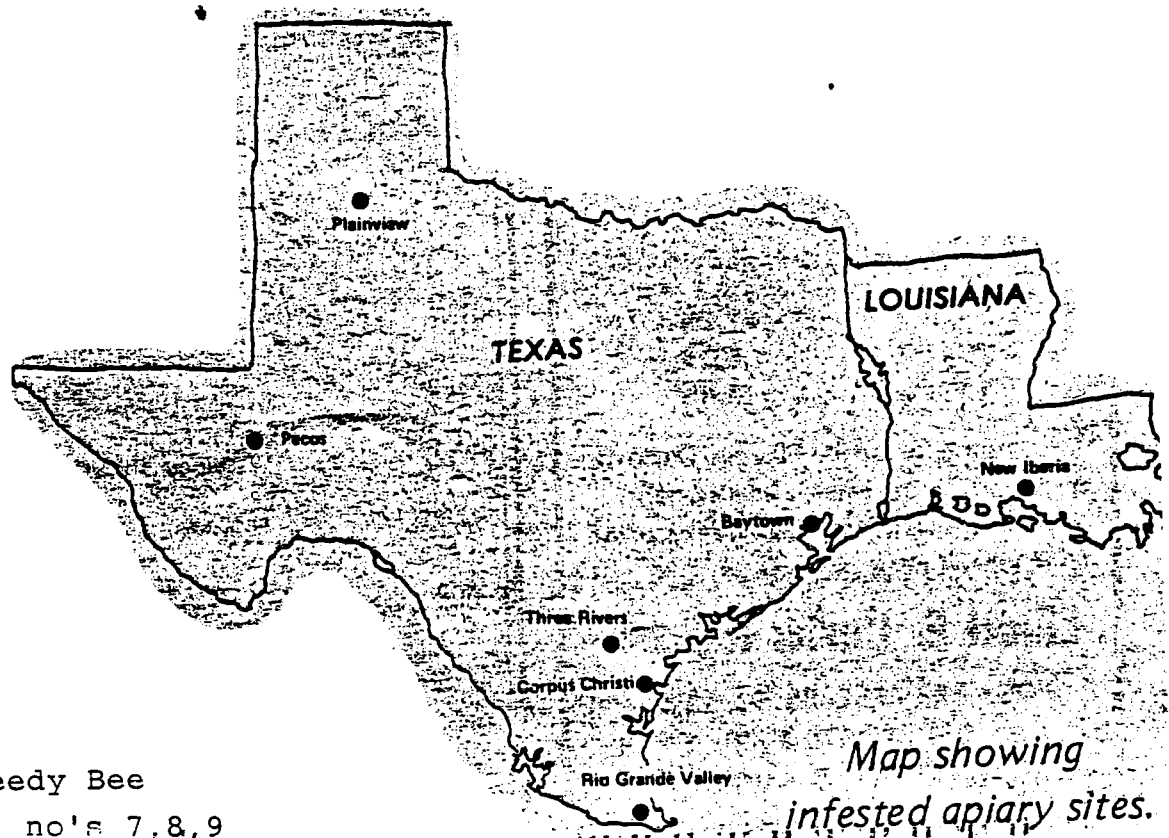 Plainview
LOUISIANA
TEXAS
Pecos
New Iberia
Baytown
Three Rivers
Corpus Christi
Rio Grande Valley
Map showing
infested apiary sites.
eedy Bee
no's 7,8,9